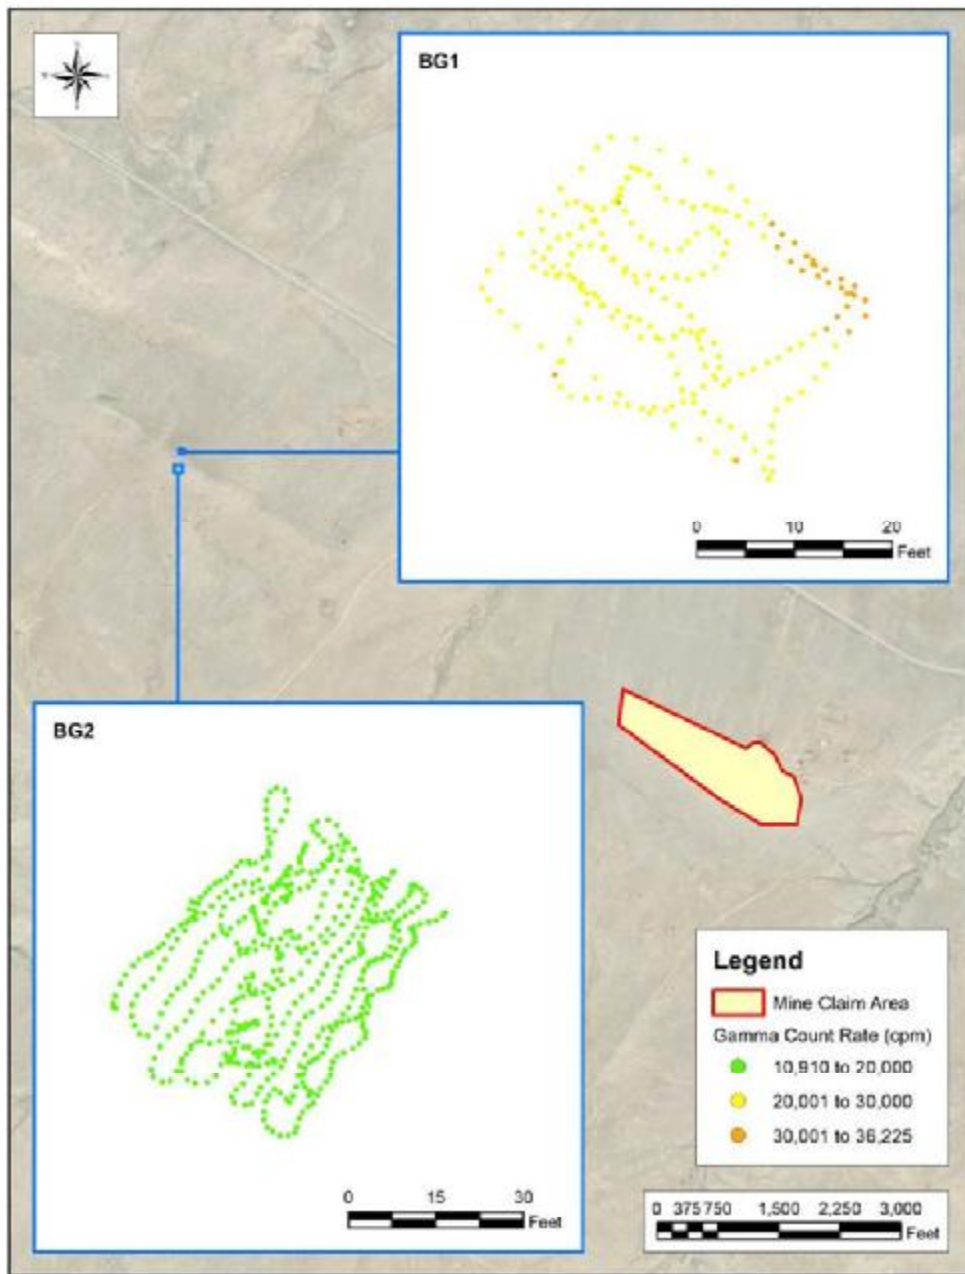 BG1
0 10 20
Feet
BG2
0 15 30
Feet
Legend
Mine Claim Area
Gamma Count Rate (cpm)
10,910 to 20,000
20,001 to 30,000
30,001 to 36,225
0 375 750 1,500 2,250 3,000
Feet